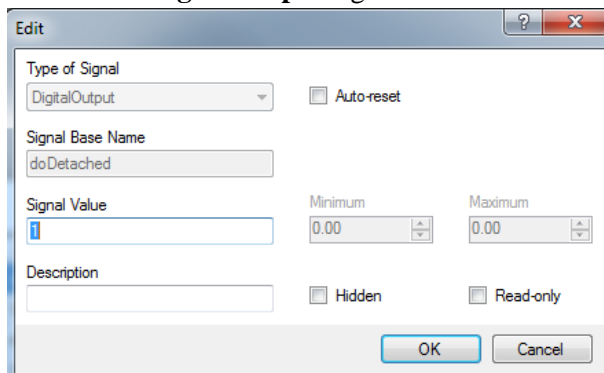 Edit ? x
Type of Signal
DigitalOutput Auto-reset
Signal Base Name
doDetached
Signal Value Minimum Maximum
1 0.00 0.00
Description
Hidden Read-only
OK Cancel